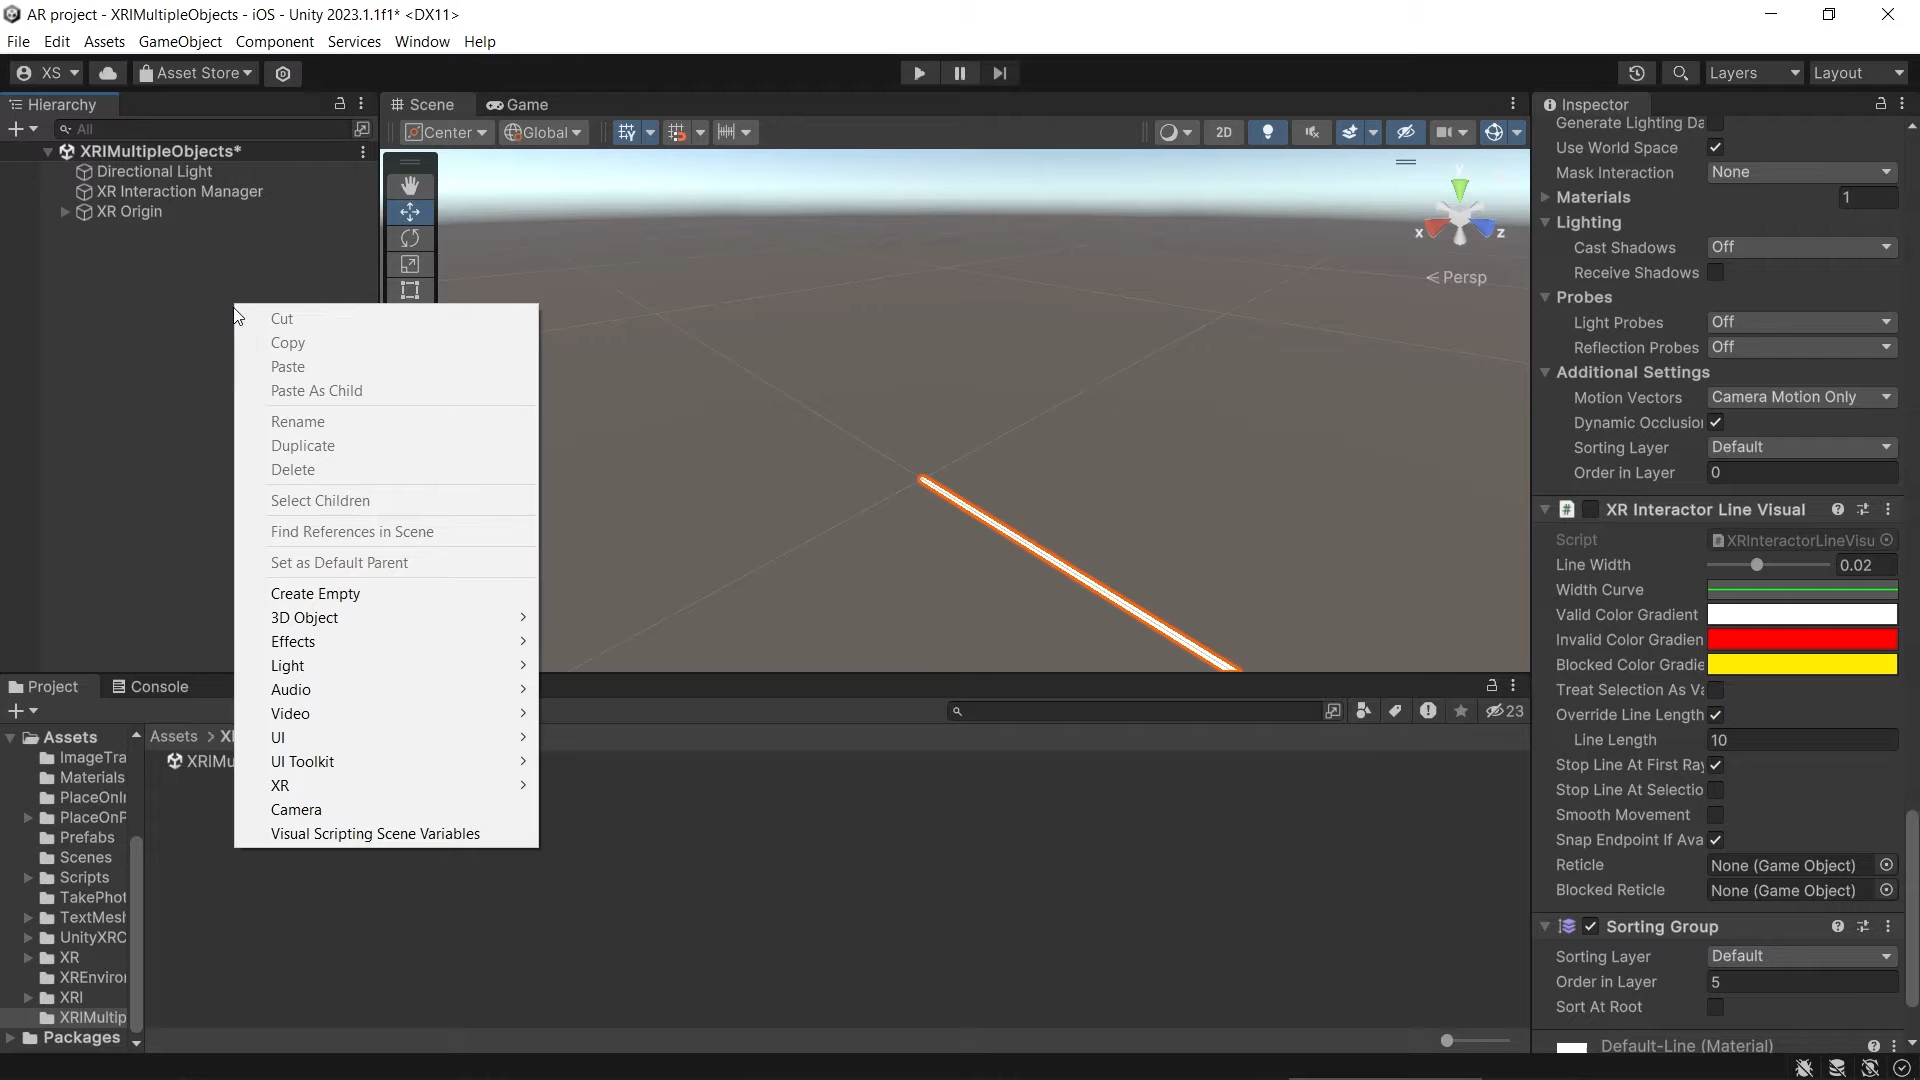 AR project - XRIMultipleObjects - iOS - Unity 2023.1.1f1* <DX11>
File Edit Assets GameObject Component Services Window Help
XS Asset Store Layers Layout
Hierarchy
All
XRIMultipleObjects*
Directional Light
XR Interaction Manager
XR Origin
Scene Game
Center Global 2D
y
x z
< Persp
Cut
Copy
Paste
Paste As Child
Rename
Duplicate
Delete
Select Children
Find References in Scene
Set as Default Parent
Create Empty
3D Object
Effects
Light
Audio
Video
UI
UI Toolkit
XR
Camera
Visual Scripting Scene Variables
Project Console
23
Assets
ImageTra
Materials
PlaceOnIn
PlaceOnP
Prefabs
Scenes
Scripts
TakePhot
TextMesh
UnityXRC
XR
XREnviron
XRI
XRIMultip
Packages
Assets > XI
XRIMu
Inspector
Generate Lighting Da
Use World Space
Mask Interaction None
Materials 1
Lighting
Cast Shadows Off
Receive Shadows
Probes
Light Probes Off
Reflection Probes Off
Additional Settings
Motion Vectors Camera Motion Only
Dynamic Occlusion
Sorting Layer Default
Order in Layer 0
XR Interactor Line Visual
Script XRInteractorLineVisu
Line Width 0.02
Width Curve
Valid Color Gradient
Invalid Color Gradien
Blocked Color Gradie
Treat Selection As Va
Override Line Length
Line Length 10
Stop Line At First Ray
Stop Line At Selectio
Smooth Movement
Snap Endpoint If Ava
Reticle None (Game Object)
Blocked Reticle None (Game Object)
Sorting Group
Sorting Layer Default
Order in Layer 5
Sort At Root
Default-Line (Material)